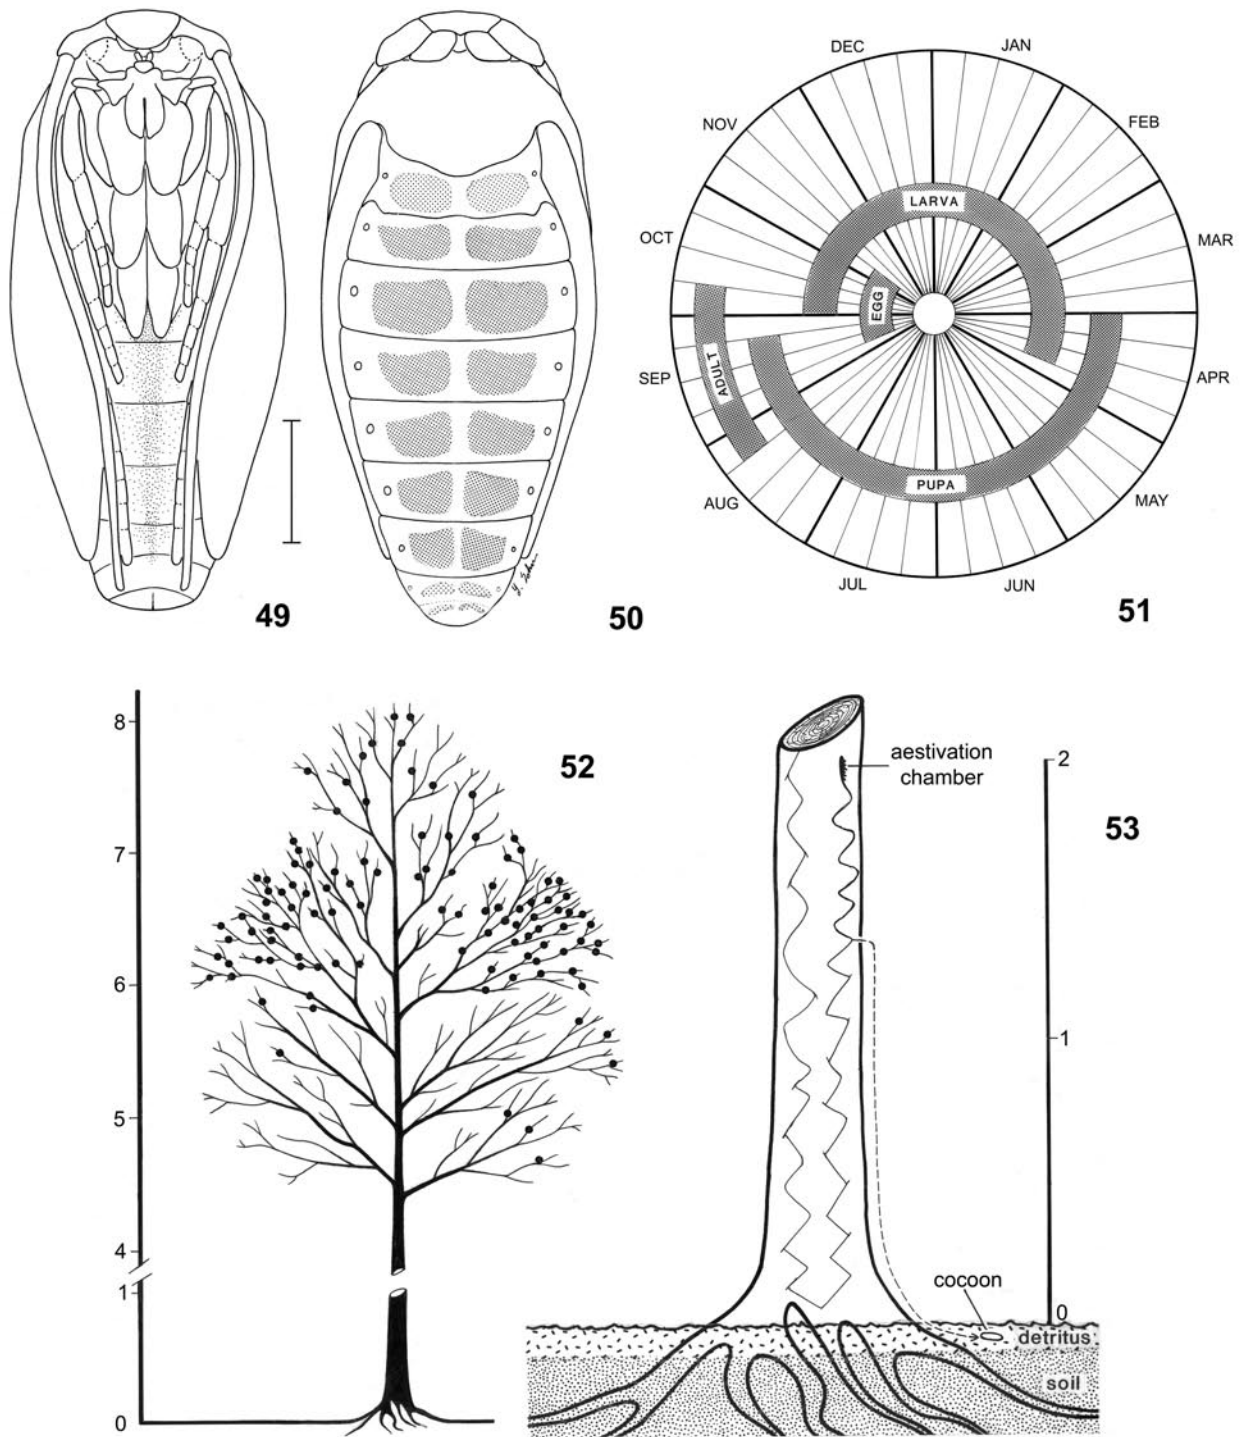 DEC
JAN
NOV
FEB
OCT
MAR
SEP
APR
AUG
MAY
JUL
JUN
LARVA
EGG
ADULT
PUPA
49
50
51
8
7
6
5
4
1
0
52
aestivation
chamber
2
53
1
cocoon
0
detritus
soil